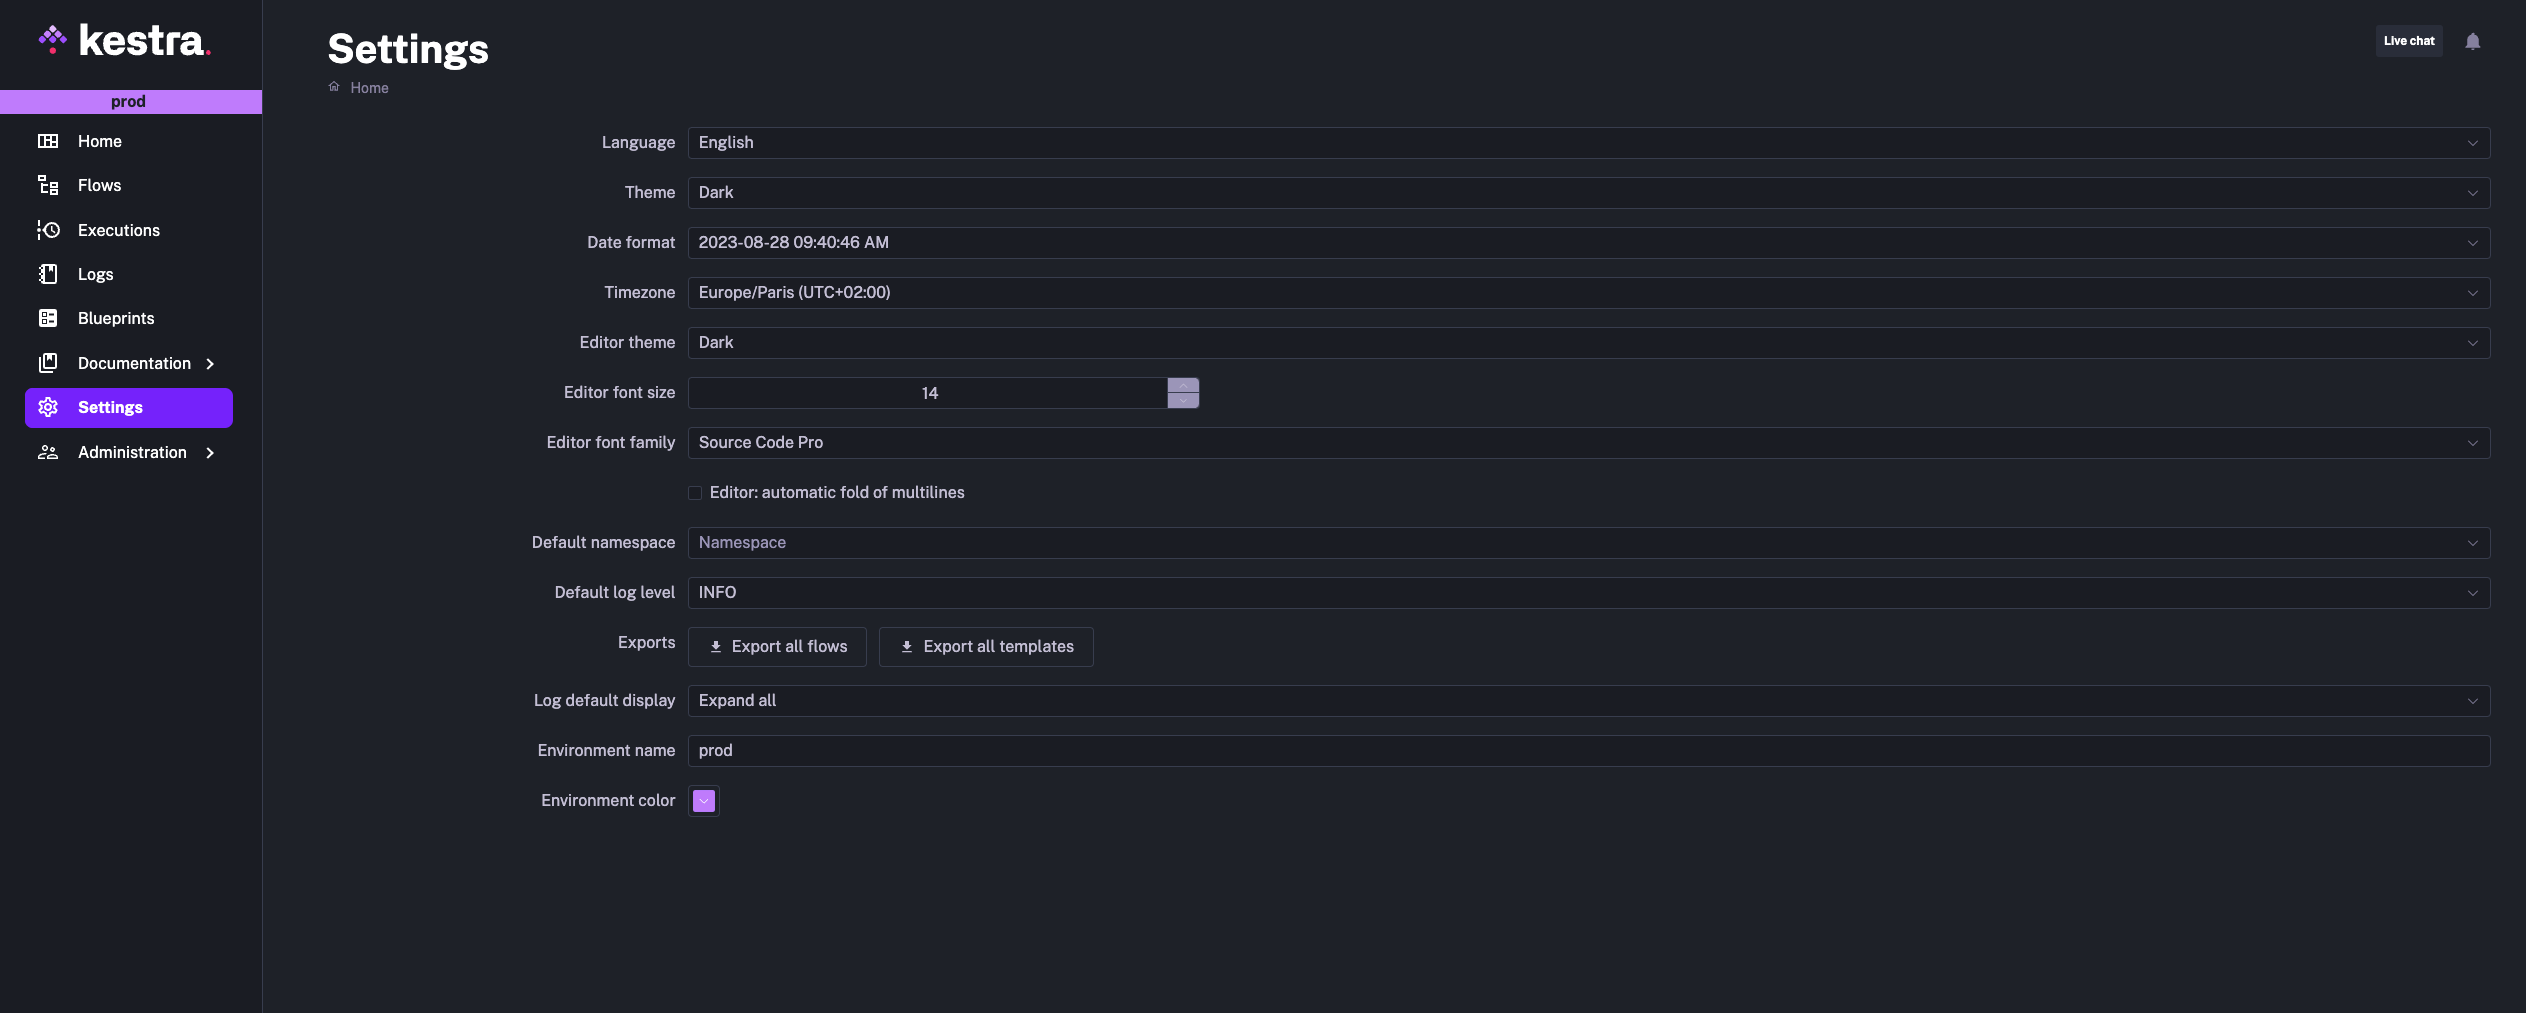 kestra.
prod
Home
Flows
Executions
Logs
Blueprints
Documentation
Settings
Administration
Settings
Home
Live chat
Language English
Theme Dark
Date format 2023-08-28 09:40:46 AM
Timezone Europe/Paris (UTC+02:00)
Editor theme Dark
Editor font size 14
Editor font family Source Code Pro
Editor: automatic fold of multilines
Default namespace Namespace
Default log level INFO
Exports Export all flows Export all templates
Log default display Expand all
Environment name prod
Environment color